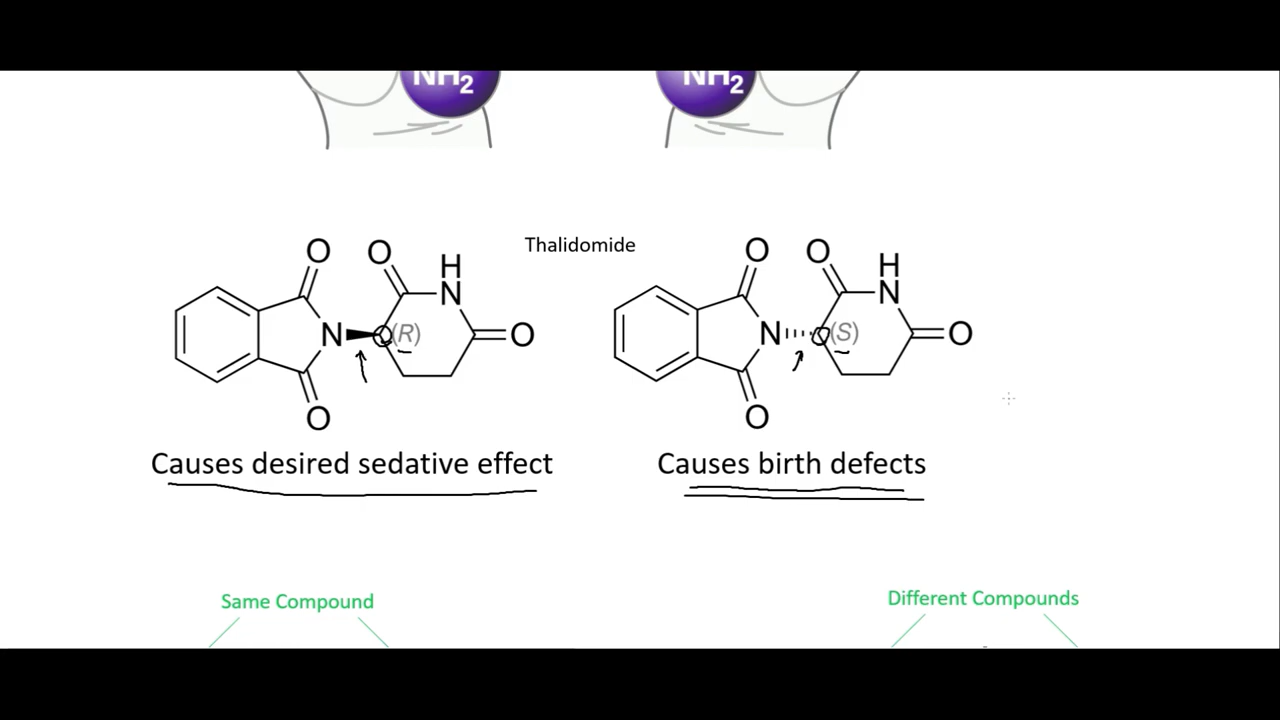 NH2 NH2
Thalidomide
O O H N O N (R) O
O O H N O N (S) O
Causes desired sedative effect
Causes birth defects
Same Compound
Different Compounds